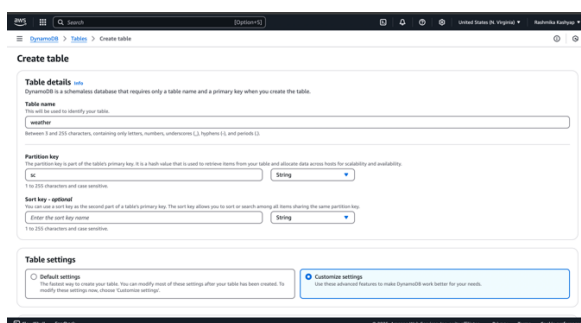 aws
Search
[Option+S]
United States (N. Virginia)
Rashmika Kashyap
DynamoDB > Tables > Create table
Create table
Table details Info
DynamoDB is a schemaless database that requires only a table name and a primary key when you create the table.
Table name
This will be used to identify your table.
weather
Between 3 and 255 characters, containing only letters, numbers, underscores (_), hyphens (-), and periods (.).
Partition key
The partition key is part of the table's primary key. It is a hash value that is used to retrieve items from your table and allocate data across hosts for scalability and availability.
sc
String
1 to 255 characters and case sensitive.
Sort key - optional
You can use a sort key as the second part of a table's primary key. The sort key allows you to sort or search among all items sharing the same partition key.
Enter the sort key name
String
1 to 255 characters and case sensitive.
Table settings
Default settings
The fastest way to create your table. You can modify most of these settings after your table has been created. To
modify these settings now, choose 'Customize settings'.
Customize settings
Use these advanced features to make DynamoDB work better for your needs.